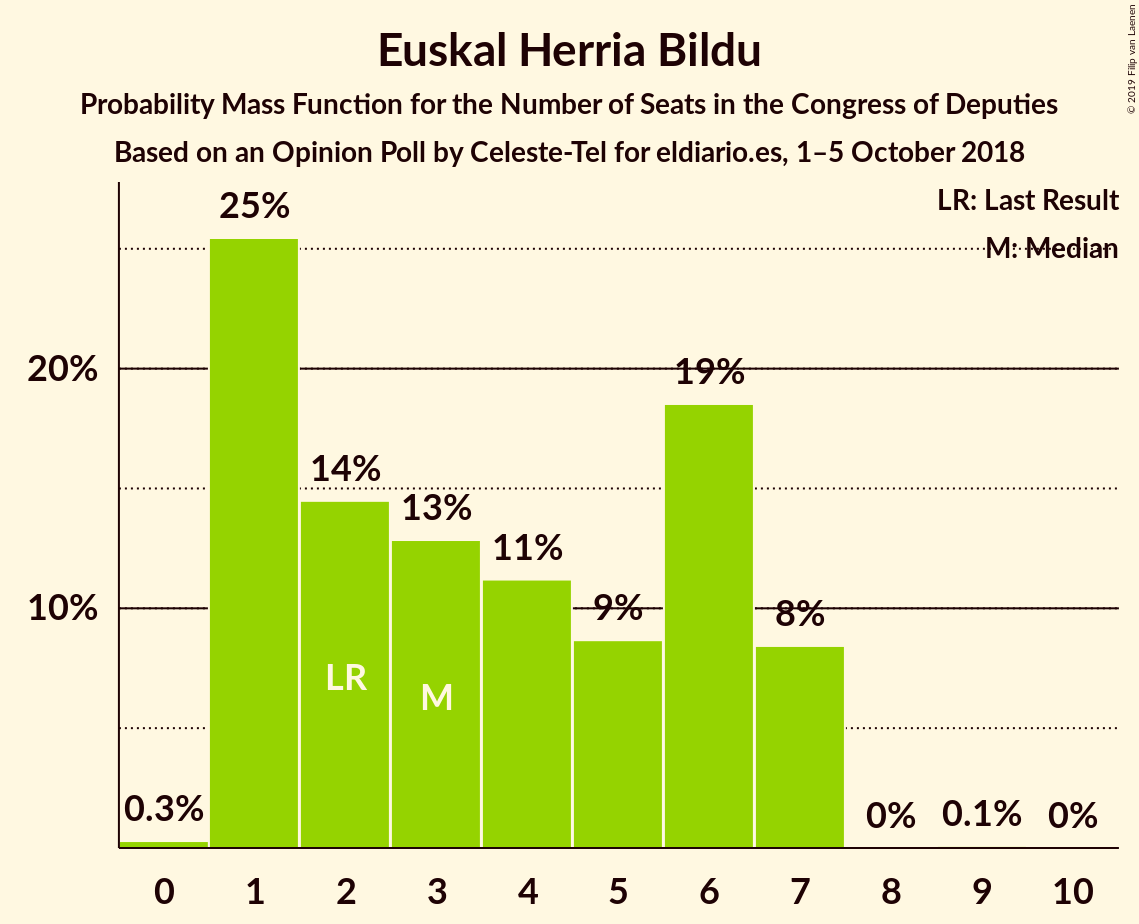 Euskal Herria Bildu
Probability Mass Function for the Number of Seats in the Congress of Deputies
Based on an Opinion Poll by Celeste-Tel for eldiario.es, 1–5 October 2018
© 2019 Filip van Laenen
LR: Last Result
M: Median
25%
20%
19%
14%
13%
11%
10%
9%
8%
LR
M
0.3%
0%
0.1%
0%
0 1 2 3 4 5 6 7 8 9 10